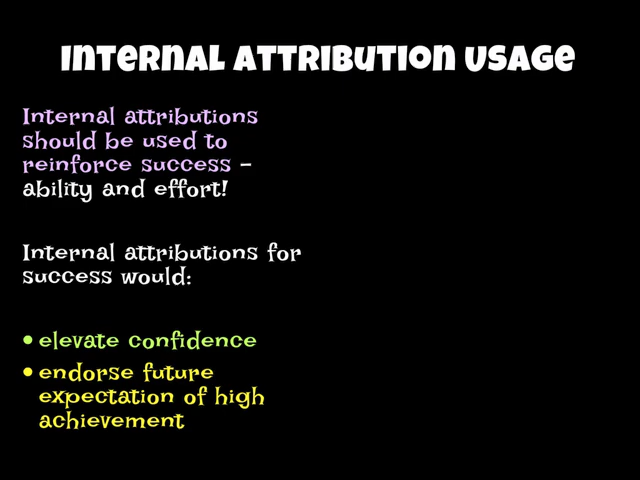 Internal Attribution Usage
Internal attributions
should be used to
reinforce success –
ability and effort!
Internal attributions for
success would:
• elevate confidence
• endorse future
expectation of high
achievement